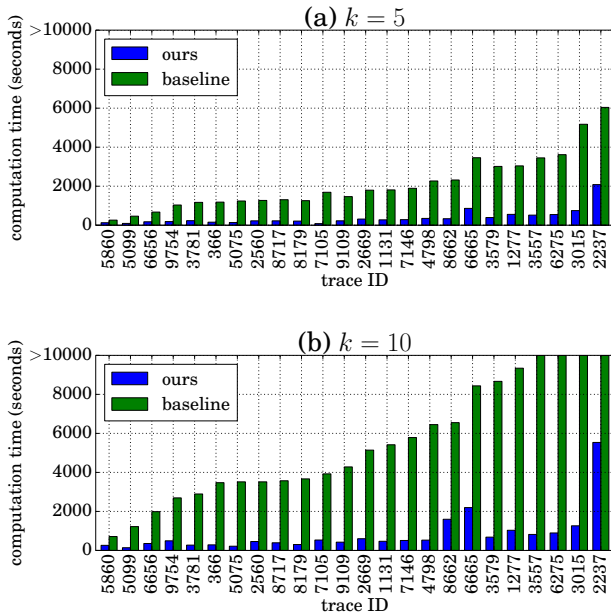 (a) k = 5
>10000
8000
6000
4000
2000
0
computation time (seconds)
ours
baseline
5860 5099 6656 9754 3781 366 5075 2560 8717 8179 7105 9109 2669 1131 7146 4798 8662 6665 3579 1277 3557 6275 3015 2237
trace ID
(b) k = 10
>10000
8000
6000
4000
2000
0
computation time (seconds)
ours
baseline
5860 5099 6656 9754 3781 366 5075 2560 8717 8179 7105 9109 2669 1131 7146 4798 8662 6665 3579 1277 3557 6275 3015 2237
trace ID